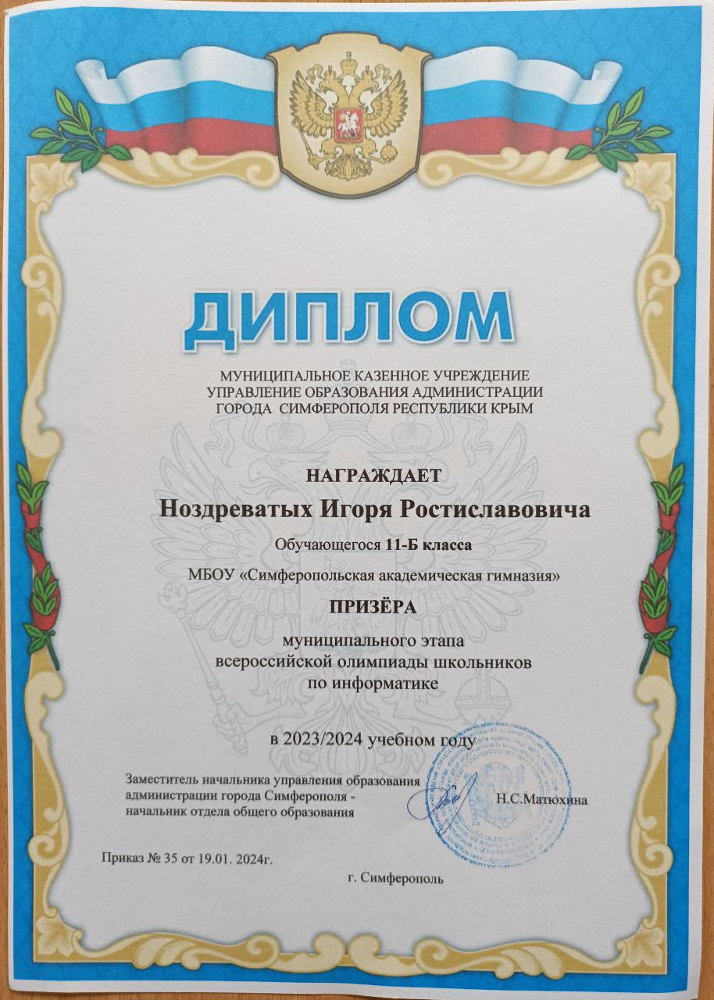 ДИПЛОМ
МУНИЦИПАЛЬНОЕ КАЗЕННОЕ УЧРЕЖДЕНИЕ
УПРАВЛЕНИЕ ОБРАЗОВАНИЯ АДМИНИСТРАЦИИ
ГОРОДА СИМФЕРОПОЛЯ РЕСПУБЛИКИ КРЫМ
НАГРАЖДАЕТ
Ноздреватых Игоря Ростиславовича
Обучающегося 11-Б класса
МБОУ «Симферопольская академическая гимназия»
ПРИЗЁРА
муниципального этапа
всероссийской олимпиады школьников
по информатике
в 2023/2024 учебном году
Заместитель начальника управления образования
администрации города Симферополя -
начальник отдела общего образования
Н.С.Матюхина
Приказ № 35 от 19.01. 2024г.
г. Симферополь